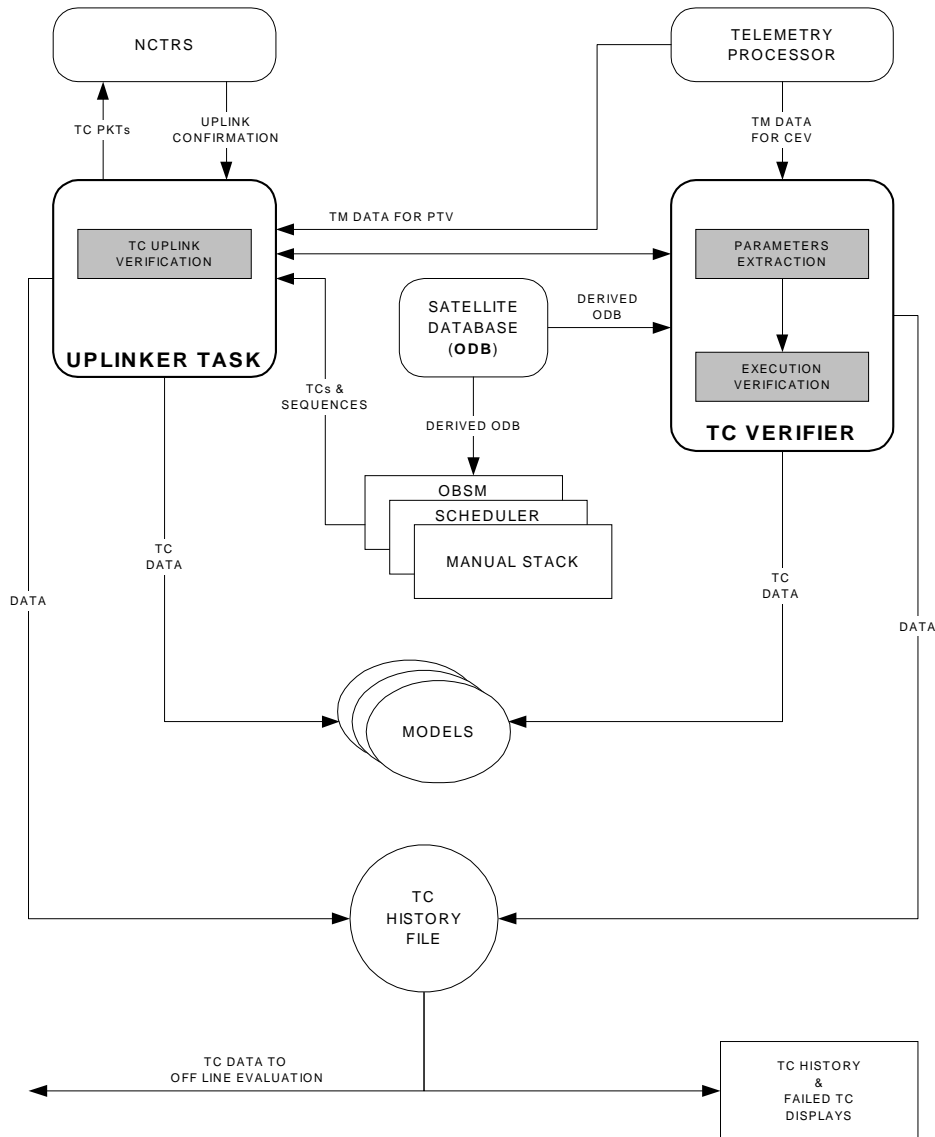 NCTRS
TELEMETRY
PROCESSOR
TC PKTs
UPLINK
CONFIRMATION
TM DATA
FOR CEV
TM DATA FOR PTV
TC UPLINK
VERIFICATION
PARAMETERS
EXTRACTION
SATELLITE
DATABASE
(ODB)
DERIVED
ODB
UPLINKER TASK
EXECUTION
VERIFICATION
TCs &
SEQUENCES
DERIVED ODB
TC VERIFIER
OBSM
SCHEDULER
MANUAL STACK
TC
DATA
TC
DATA
DATA
DATA
MODELS
TC
HISTORY
FILE
TC DATA TO
OFF LINE EVALUATION
TC HISTORY
&
FAILED TC
DISPLAYS